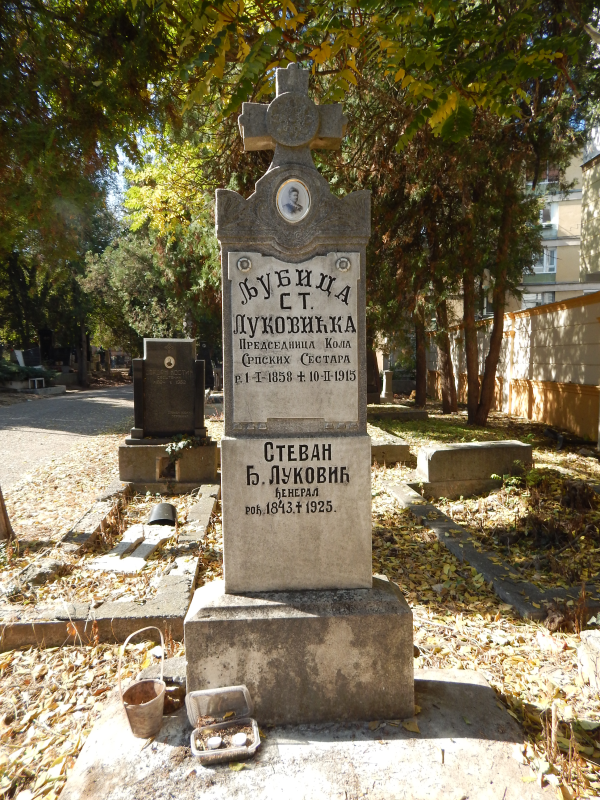 ЉУБИЦА
СТ.
ЛУКОВИЋКА
ПРЕДСЕДНИЦА КОЛА
СРПСКИХ СЕСТАРА
Р. 1-I-1858 + 10-II-1915
СТЕВАН
Ђ. ЛУКОВИЋ
ЂЕНЕРАЛ
РОЂ. 1843. + 1925.